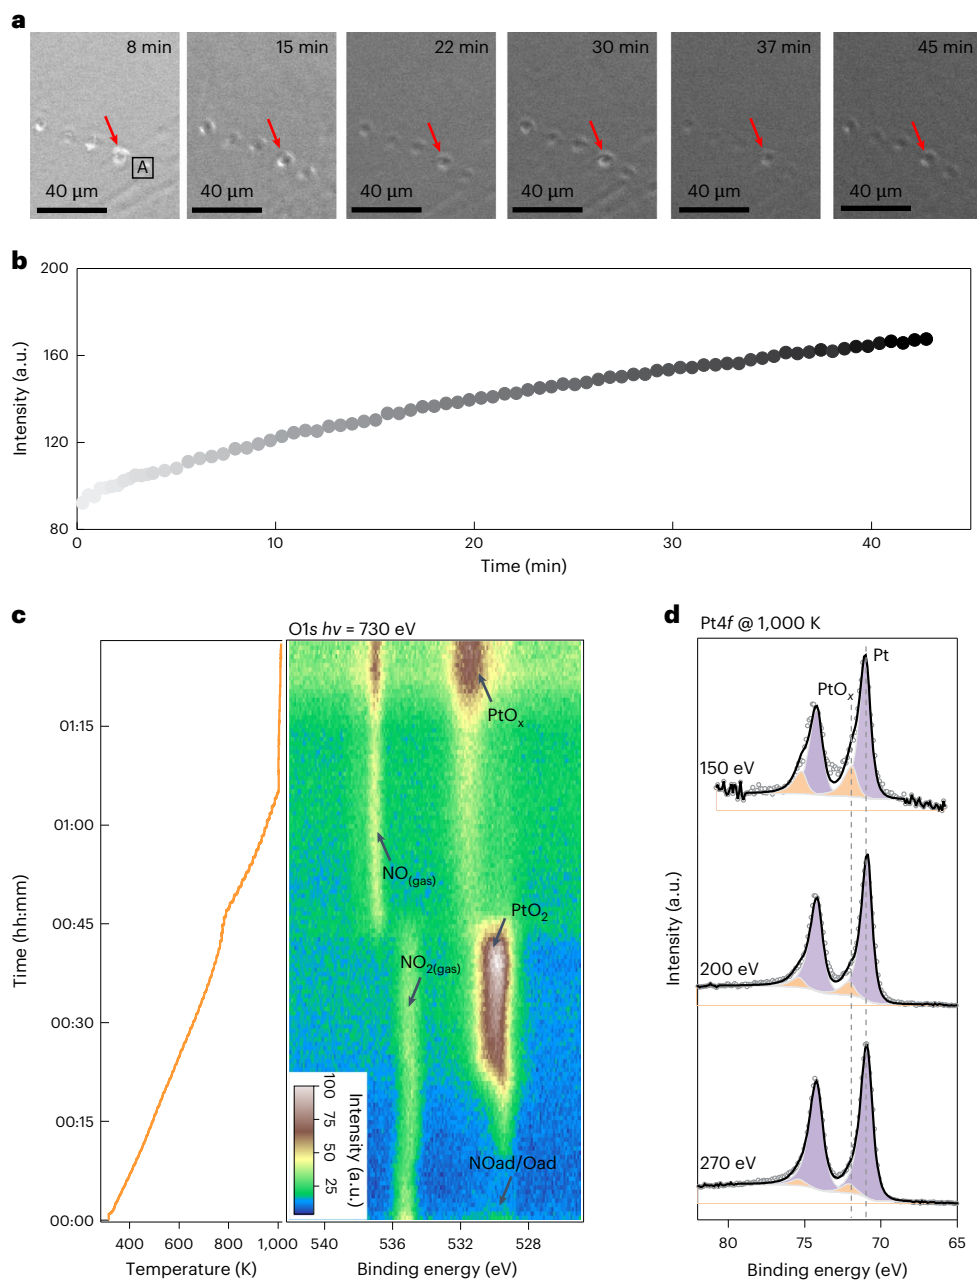 a
8 min
15 min
22 min
30 min
37 min
45 min
A
40 µm
40 µm
40 µm
40 µm
40 µm
40 µm
b
200
160
120
80
Intensity (a.u.)
0
10
20
30
40
Time (min)
c
O1s hv = 730 eV
01:15
01:00
00:45
00:30
00:15
00:00
Time (hh:mm)
400
600
800
1,000
Temperature (K)
PtOx
NO(gas)
PtO2
NO2(gas)
NOad/Oad
100
75
50
25
Intensity (a.u.)
540
536
532
528
Binding energy (eV)
d
Pt4f @ 1,000 K
Pt
PtOx
150 eV
200 eV
270 eV
Intensity (a.u.)
80
75
70
65
Binding energy (eV)